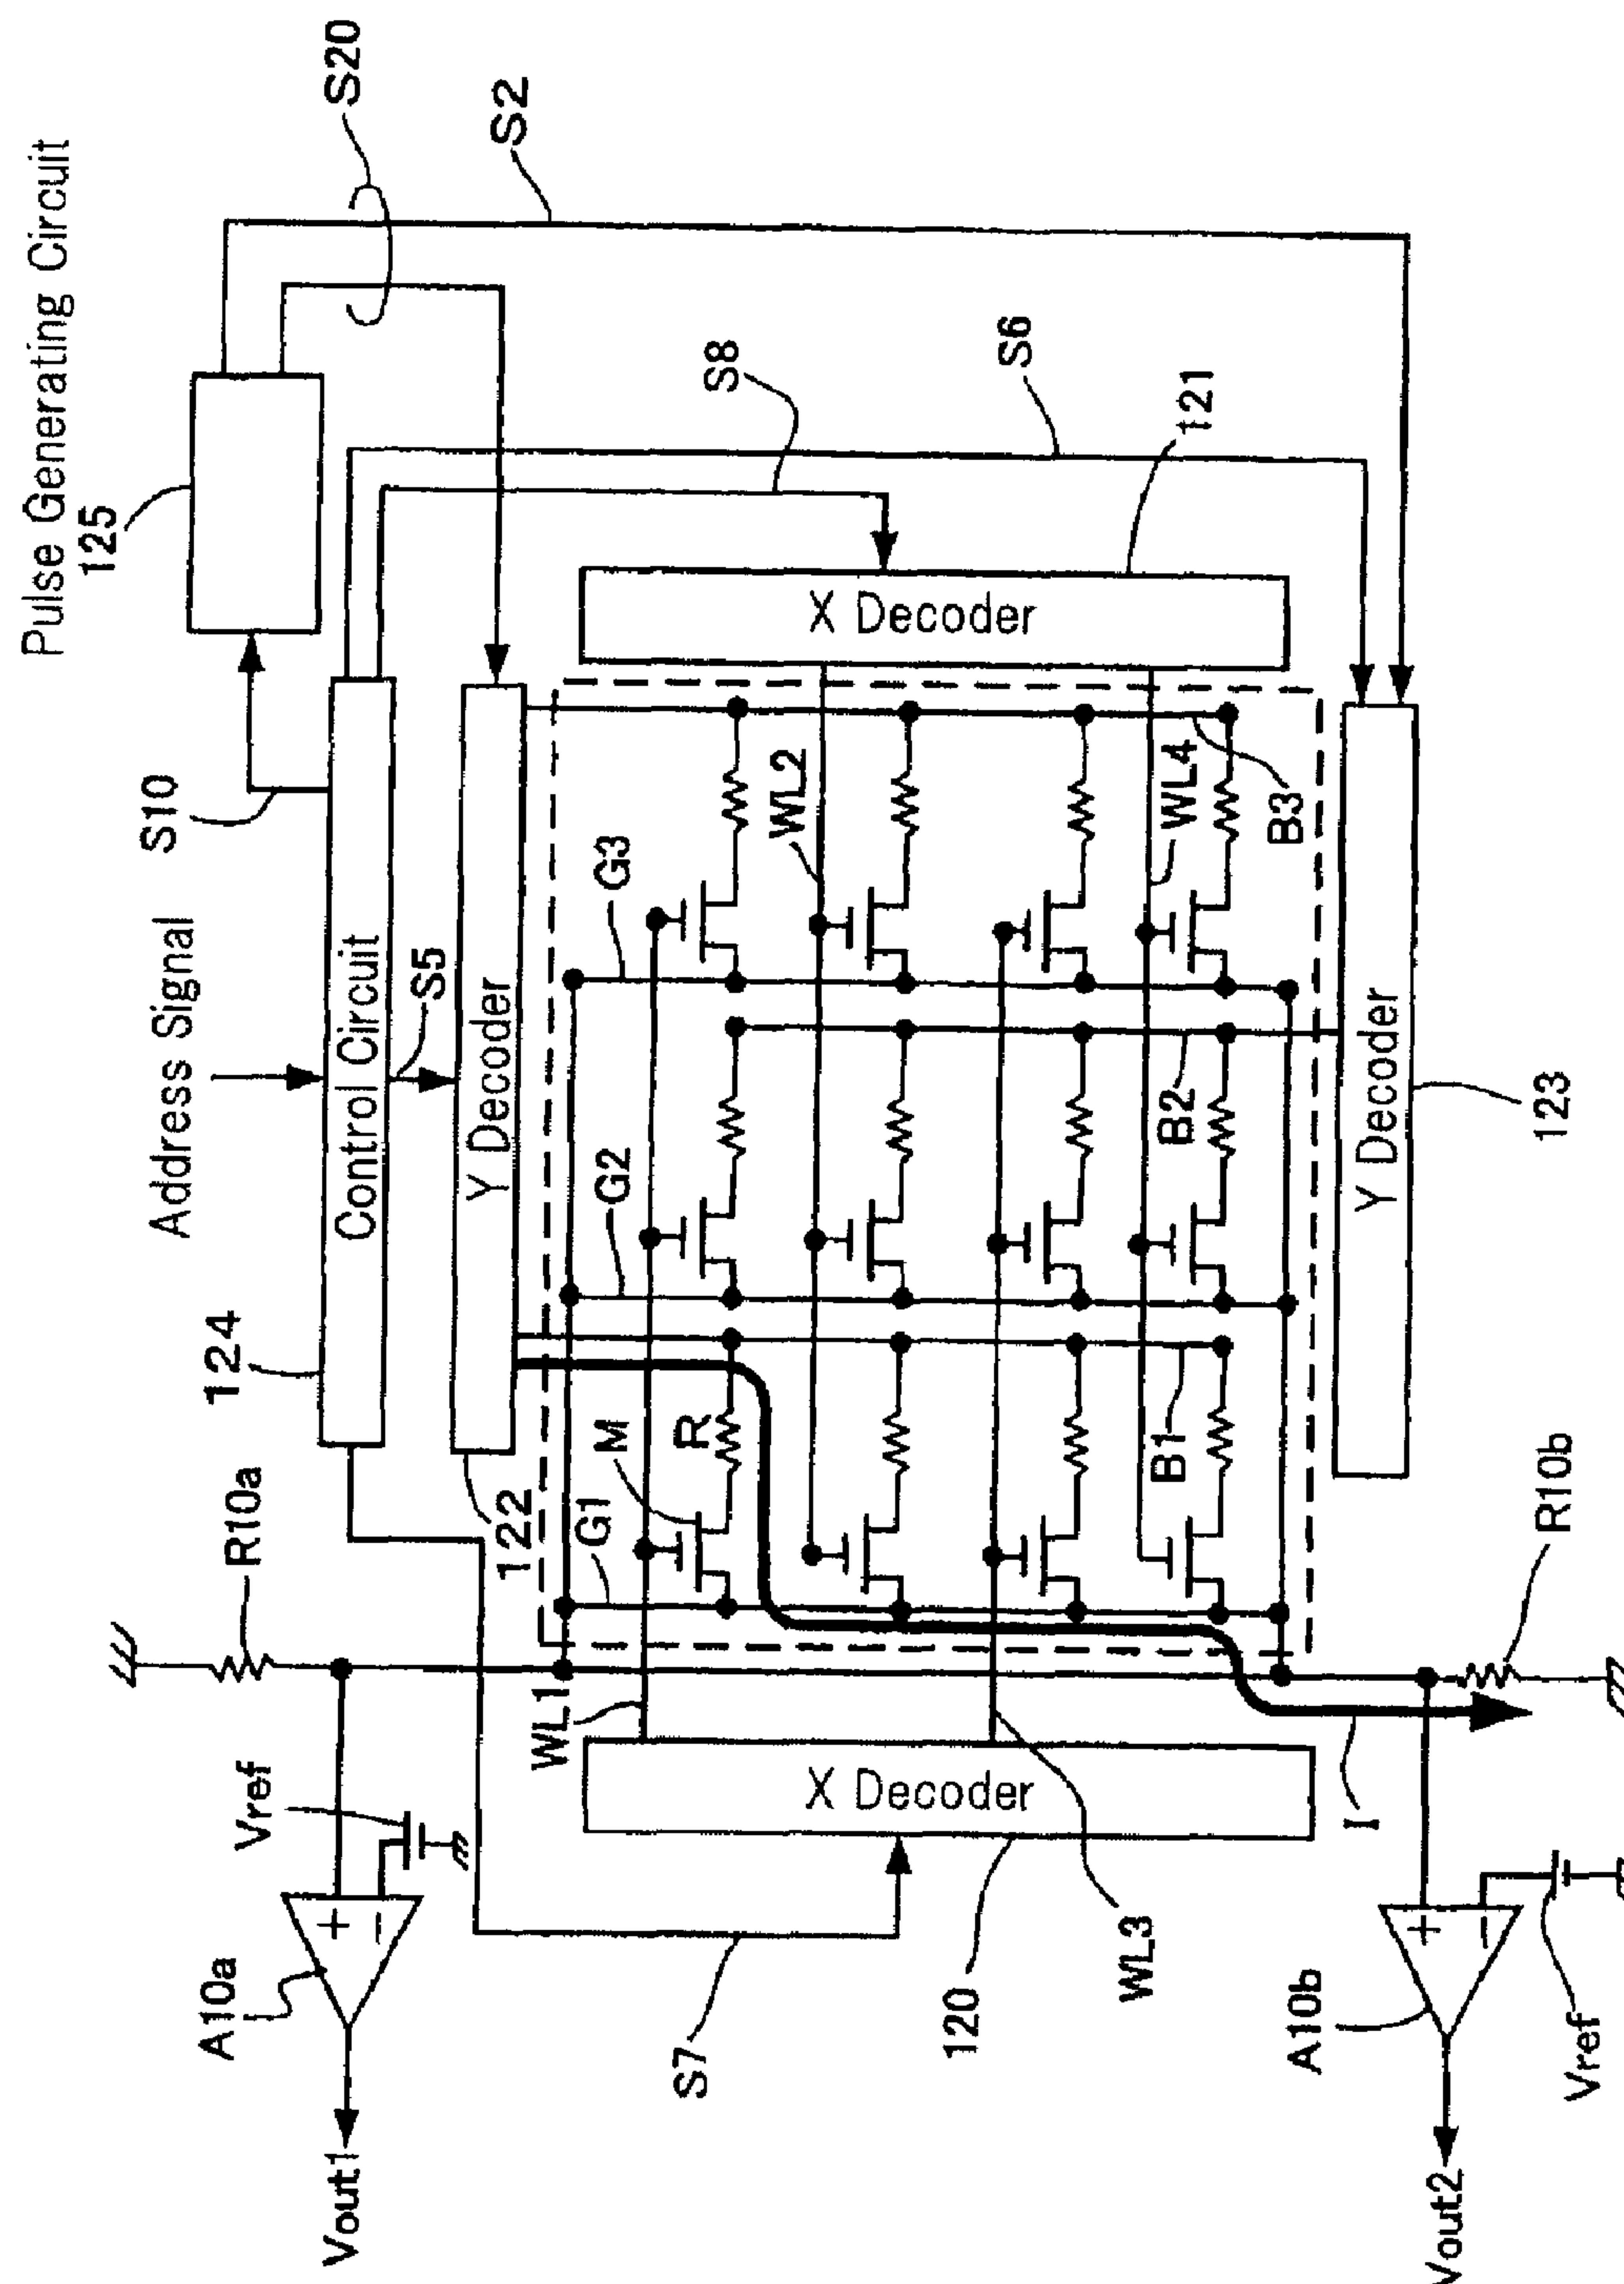 Pulse Generating Circuit
125
S20
S2
S10
Address Signal
124
Control Circuit
S5
S8
S6
R10a
122
Y Decoder
121
X Decoder
Vref
A10a
+
−
Vout1
WL1
G1
M
R
G2
G3
WL2
WL4
B1
B2
B3
X Decoder
S7
120
WL3
I
Y Decoder
123
R10b
A10b
+
−
Vref
Vout2